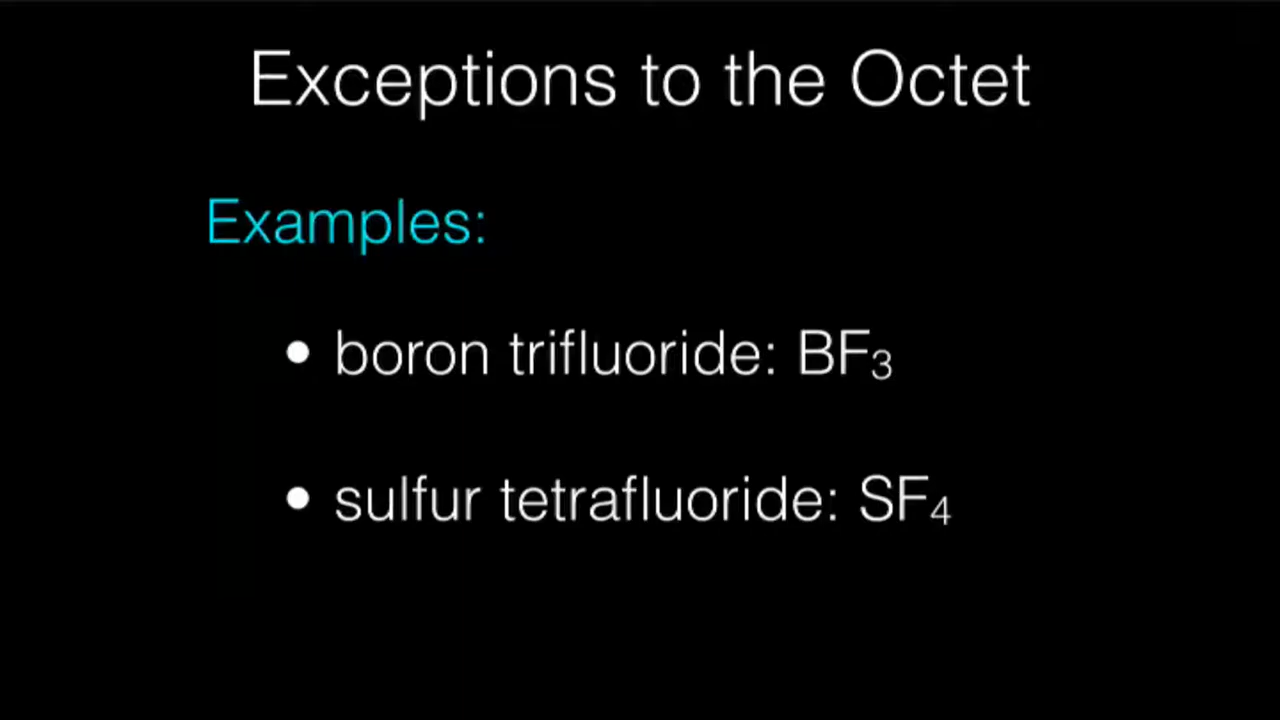 Exceptions to the Octet
Examples:
• boron trifluoride: BF₃
• sulfur tetrafluoride: SF₄